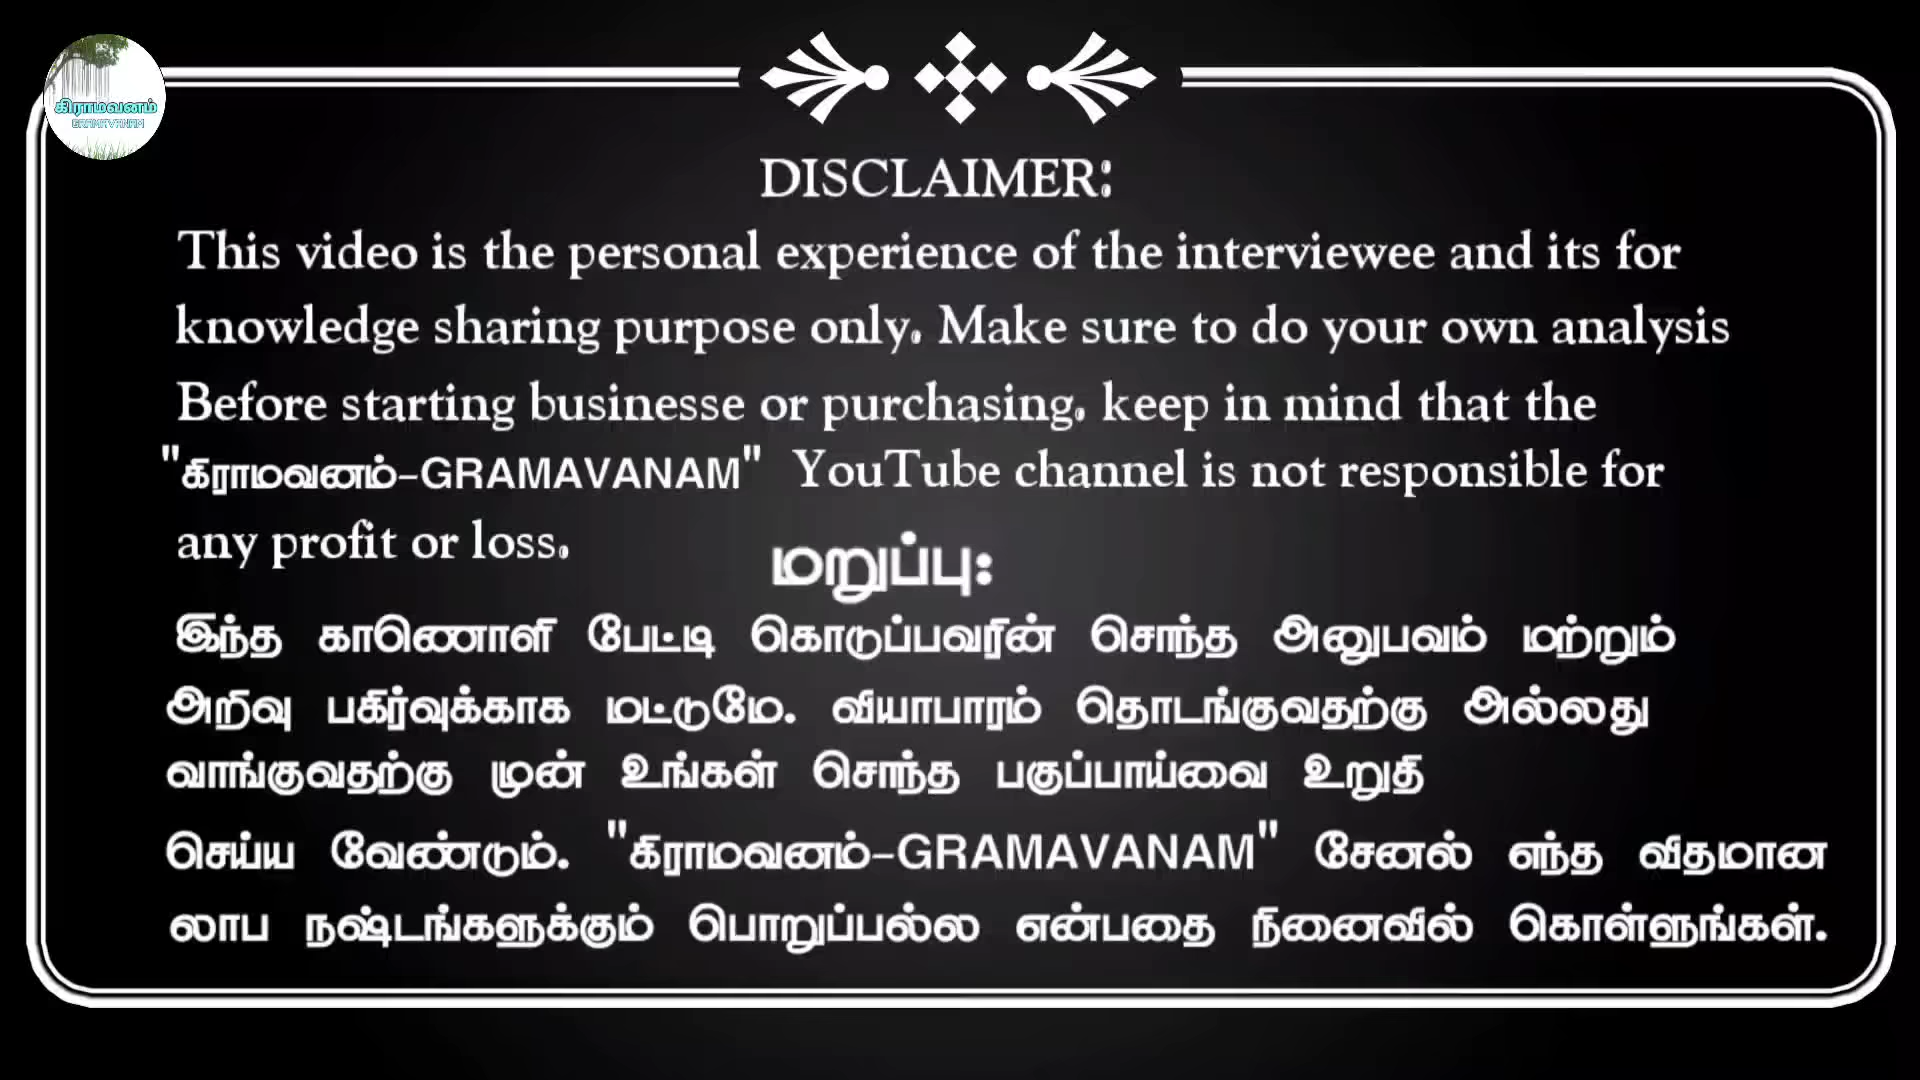 கிராமவனம்
GRAMAVANAM
DISCLAIMER:
This video is the personal experience of the interviewee and its for
knowledge sharing purpose only. Make sure to do your own analysis
Before starting businesse or purchasing. keep in mind that the
"கிராமவனம்-GRAMAVANAM" YouTube channel is not responsible for
any profit or loss.
மறுப்பு:
இந்த காணொளி பேட்டி கொடுப்பவரின் சொந்த அனுபவம் மற்றும்
அறிவு பகிர்வுக்காக மட்டுமே. வியாபாரம் தொடங்குவதற்கு அல்லது
வாங்குவதற்கு முன் உங்கள் சொந்த பகுப்பாய்வை உறுதி
செய்ய வேண்டும். "கிராமவனம்-GRAMAVANAM" சேனல் எந்த விதமான
லாப நஷ்டங்களுக்கும் பொறுப்பல்ல என்பதை நினைவில் கொள்ளுங்கள்.